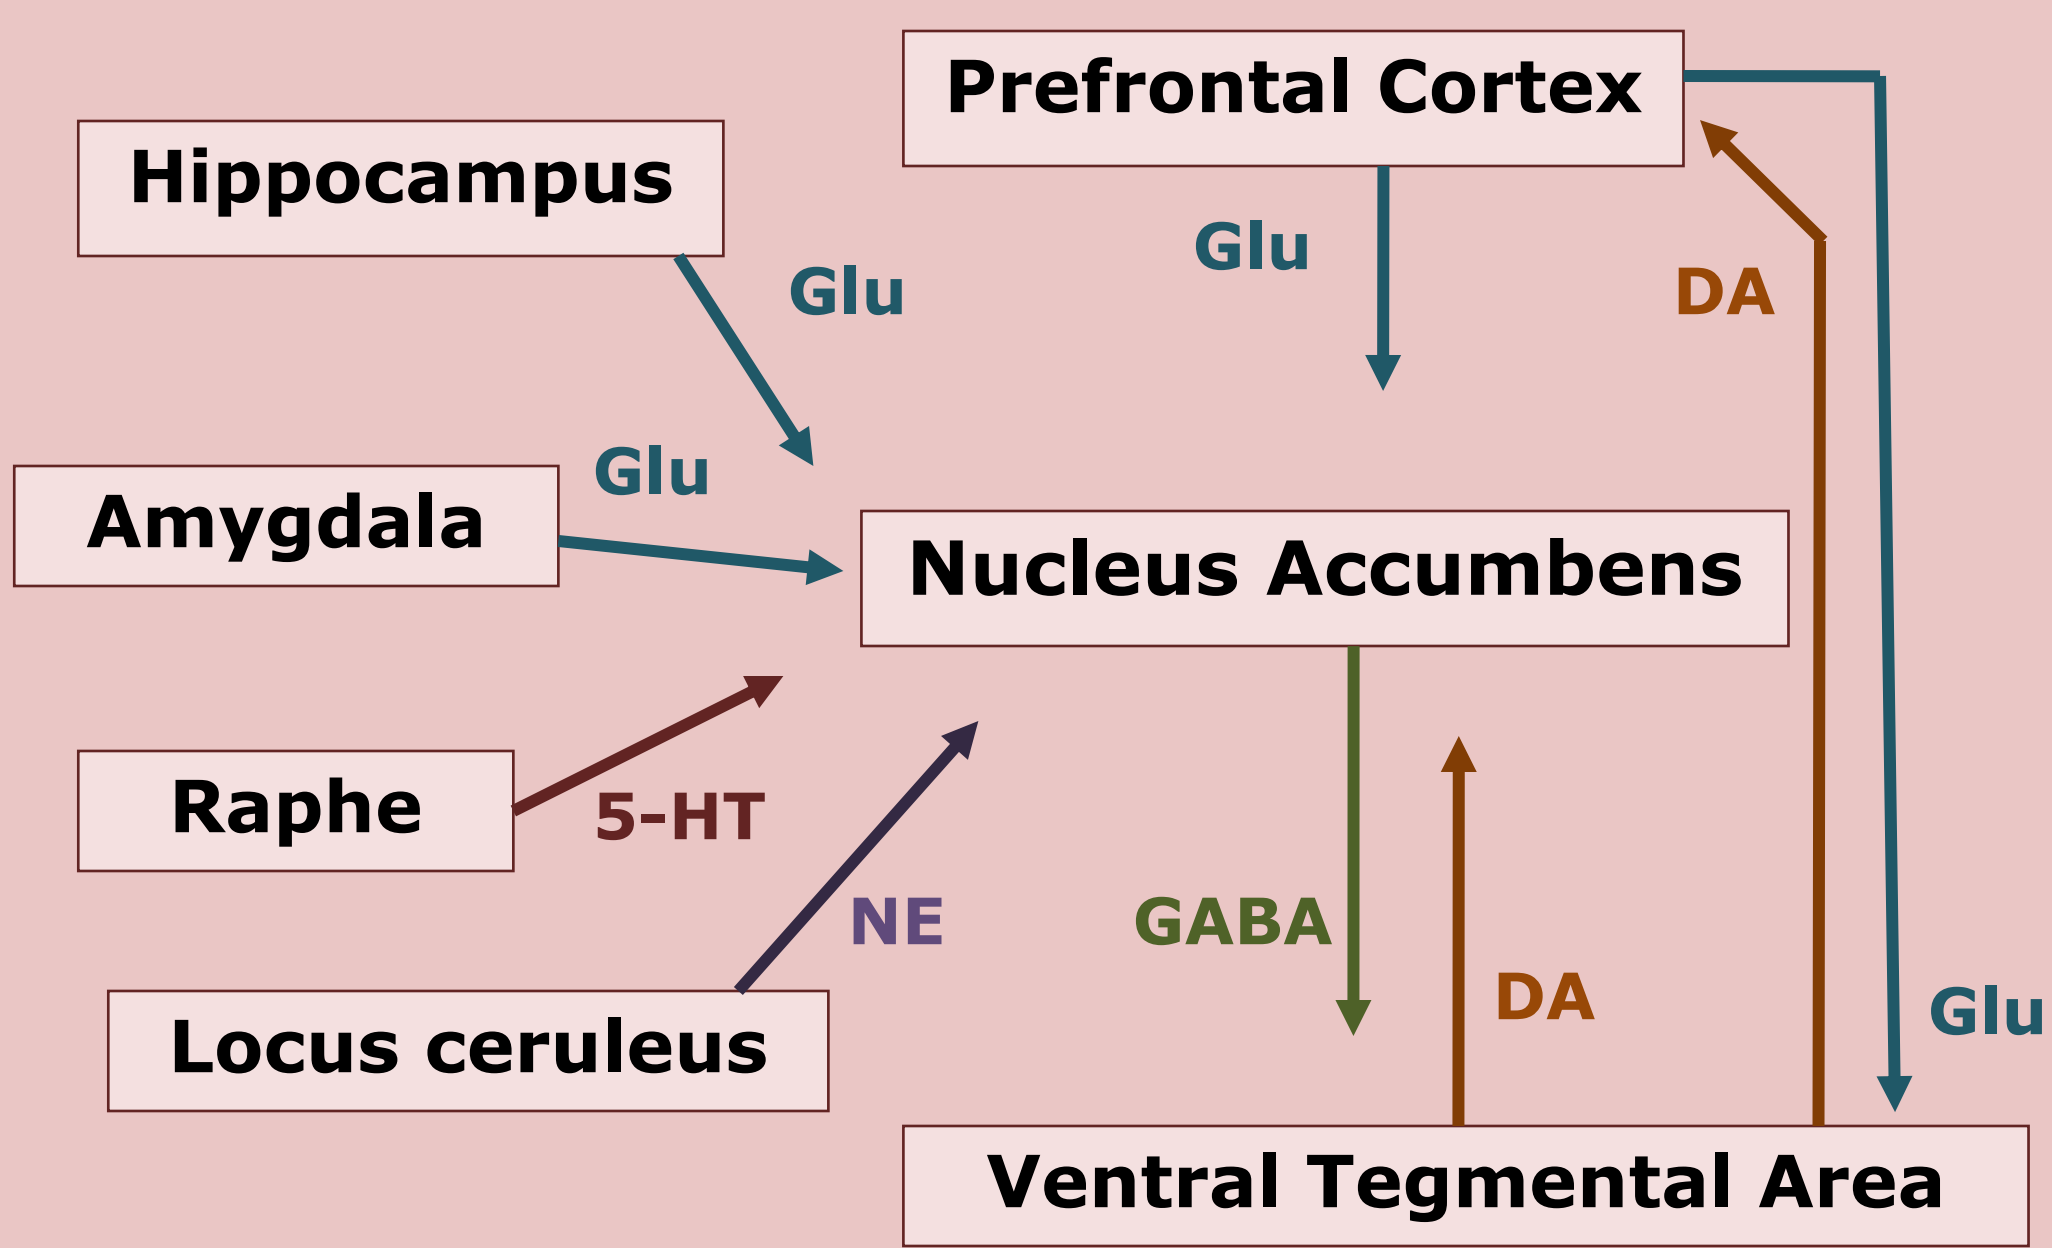 Prefrontal Cortex
Hippocampus
Glu
Glu
DA
Glu
Amygdala
Nucleus Accumbens
Raphe
5-HT
NE
GABA
DA
Glu
Locus ceruleus
Ventral Tegmental Area